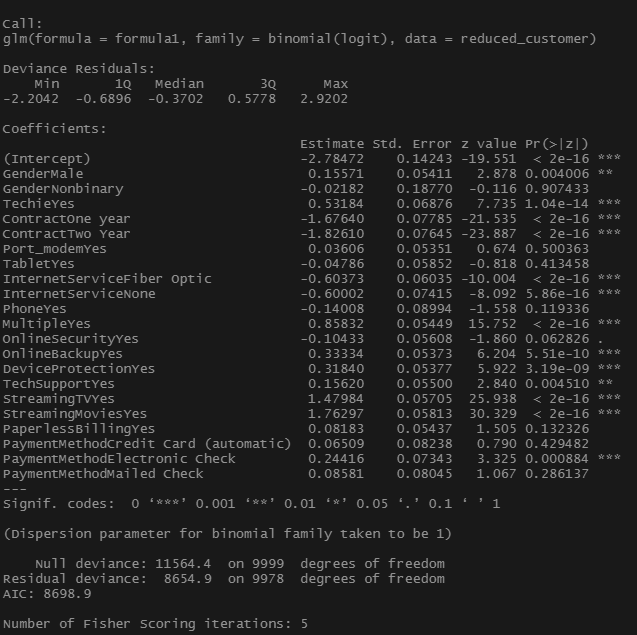 Call:
glm(formula = formula1, family = binomial(logit), data = reduced_customer)
Deviance Residuals:
Min 1Q Median 3Q Max
-2.2042 -0.6896 -0.3702 0.5778 2.9202
Coefficients:
Estimate Std. Error z value Pr(>|z|)
(Intercept) -2.78472 0.14243 -19.551 < 2e-16 ***
GenderMale 0.15571 0.05411 2.878 0.004006 **
GenderNonbinary -0.02182 0.18770 -0.116 0.907433
TechieYes 0.53184 0.06876 7.735 1.04e-14 ***
ContractOne year -1.67640 0.07785 -21.535 < 2e-16 ***
ContractTwo Year -1.82610 0.07645 -23.887 < 2e-16 ***
Port_modemYes 0.03606 0.05351 0.674 0.500363
TabletYes -0.04786 0.05852 -0.818 0.413458
InternetServiceFiber Optic -0.60373 0.06035 -10.004 < 2e-16 ***
InternetServiceNone -0.60002 0.07415 -8.092 5.86e-16 ***
PhoneYes -0.14008 0.08994 -1.558 0.119336
MultipleYes 0.85832 0.05449 15.752 < 2e-16 ***
OnlineSecurityYes -0.10433 0.05608 -1.860 0.062826 .
OnlineBackupYes 0.33334 0.05373 6.204 5.51e-10 ***
DeviceProtectionYes 0.31840 0.05377 5.922 3.19e-09 ***
TechSupportYes 0.15620 0.05500 2.840 0.004510 **
StreamingTVYes 1.47984 0.05705 25.938 < 2e-16 ***
StreamingMoviesYes 1.76297 0.05813 30.329 < 2e-16 ***
PaperlessBillingYes 0.08183 0.05437 1.505 0.132326
PaymentMethodCredit Card (automatic) 0.06509 0.08238 0.790 0.429482
PaymentMethodElectronic Check 0.24416 0.07343 3.325 0.000884 ***
PaymentMethodMailed Check 0.08581 0.08045 1.067 0.286137
---
Signif. codes: 0 ‘***’ 0.001 ‘**’ 0.01 ‘*’ 0.05 ‘.’ 0.1 ‘ ’ 1
(Dispersion parameter for binomial family taken to be 1)
Null deviance: 11564.4 on 9999 degrees of freedom
Residual deviance: 8654.9 on 9978 degrees of freedom
AIC: 8698.9
Number of Fisher Scoring iterations: 5